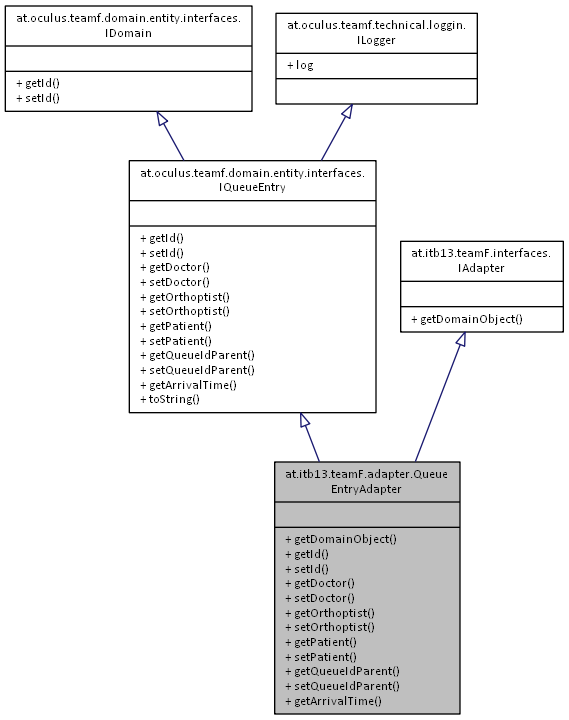 at.oculus.teamf.domain.entity.interfaces.
IDomain
+ getId()
+ setId()
at.oculus.teamf.technical.loggin.
ILogger
+ log
at.oculus.teamf.domain.entity.interfaces.
IQueueEntry
+ getId()
+ setId()
+ getDoctor()
+ setDoctor()
+ getOrthoptist()
+ setOrthoptist()
+ getPatient()
+ setPatient()
+ getQueueIdParent()
+ setQueueIdParent()
+ getArrivalTime()
+ toString()
at.itb13.teamF.interfaces.
IAdapter
+ getDomainObject()
at.itb13.teamF.adapter.Queue
EntryAdapter
+ getDomainObject()
+ getId()
+ setId()
+ getDoctor()
+ setDoctor()
+ getOrthoptist()
+ setOrthoptist()
+ getPatient()
+ setPatient()
+ getQueueIdParent()
+ setQueueIdParent()
+ getArrivalTime()